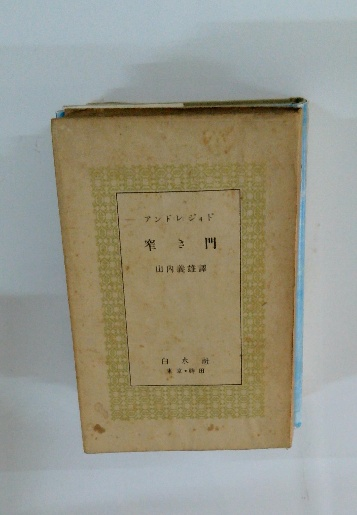 アンドレ・ジイド
窄き門
山内義雄譯
白水社
東京・神田